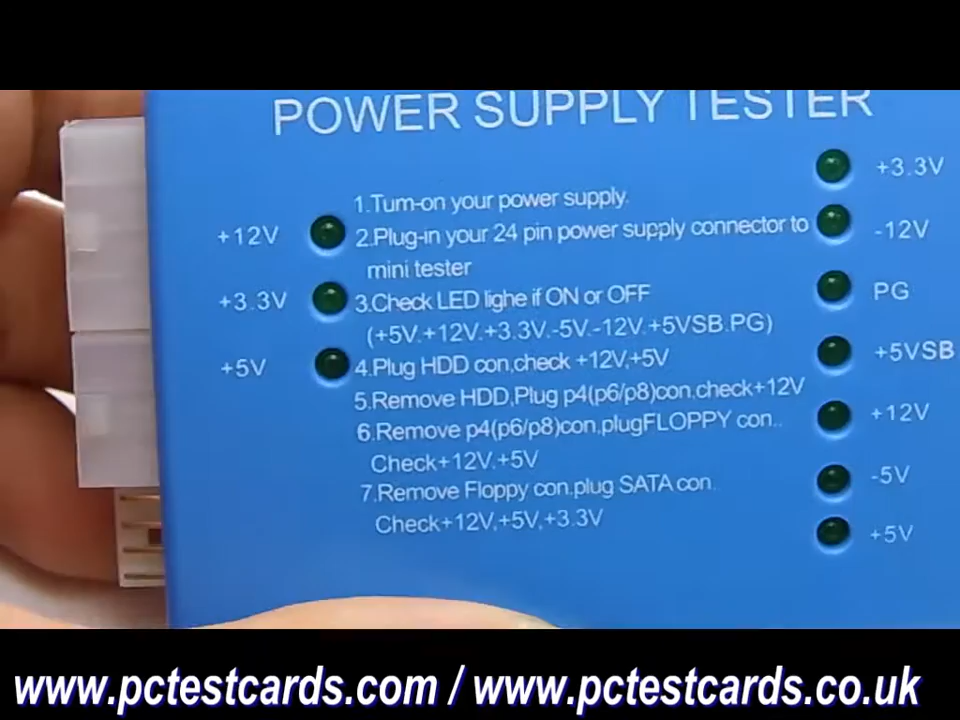 POWER SUPPLY TESTER
+12V
+3.3V
+5V
1.Turn-on your power supply.
2.Plug-in your 24 pin power supply connector to
mini tester
3.Check LED lighe if ON or OFF
(+5V.+12V.+3.3V.-5V.-12V.+5VSB.PG)
4.Plug HDD con,check +12V,+5V
5.Remove HDD,Plug p4(p6/p8)con.check+12V
6.Remove p4(p6/p8)con.plugFLOPPY con..
Check+12V.+5V
7.Remove Floppy con.plug SATA con.
Check+12V,+5V,+3.3V
+3.3V
-12V
PG
+5VSB
+12V
-5V
+5V
www.pctestcards.com / www.pctestcards.co.uk